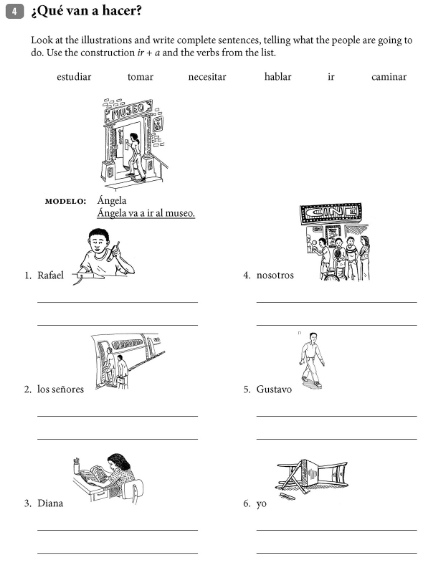 4 ¿Qué van a hacer?
Look at the illustrations and write complete sentences, telling what the people are going to
do. Use the construction ir + a and the verbs from the list.
estudiar tomar necesitar hablar ir caminar
MUSEO
MODELO: Ángela
Ángela va a ir al museo.
CINE
1. Rafael
4. nosotros
2. los señores
5. Gustavo
3. Diana
6. yo